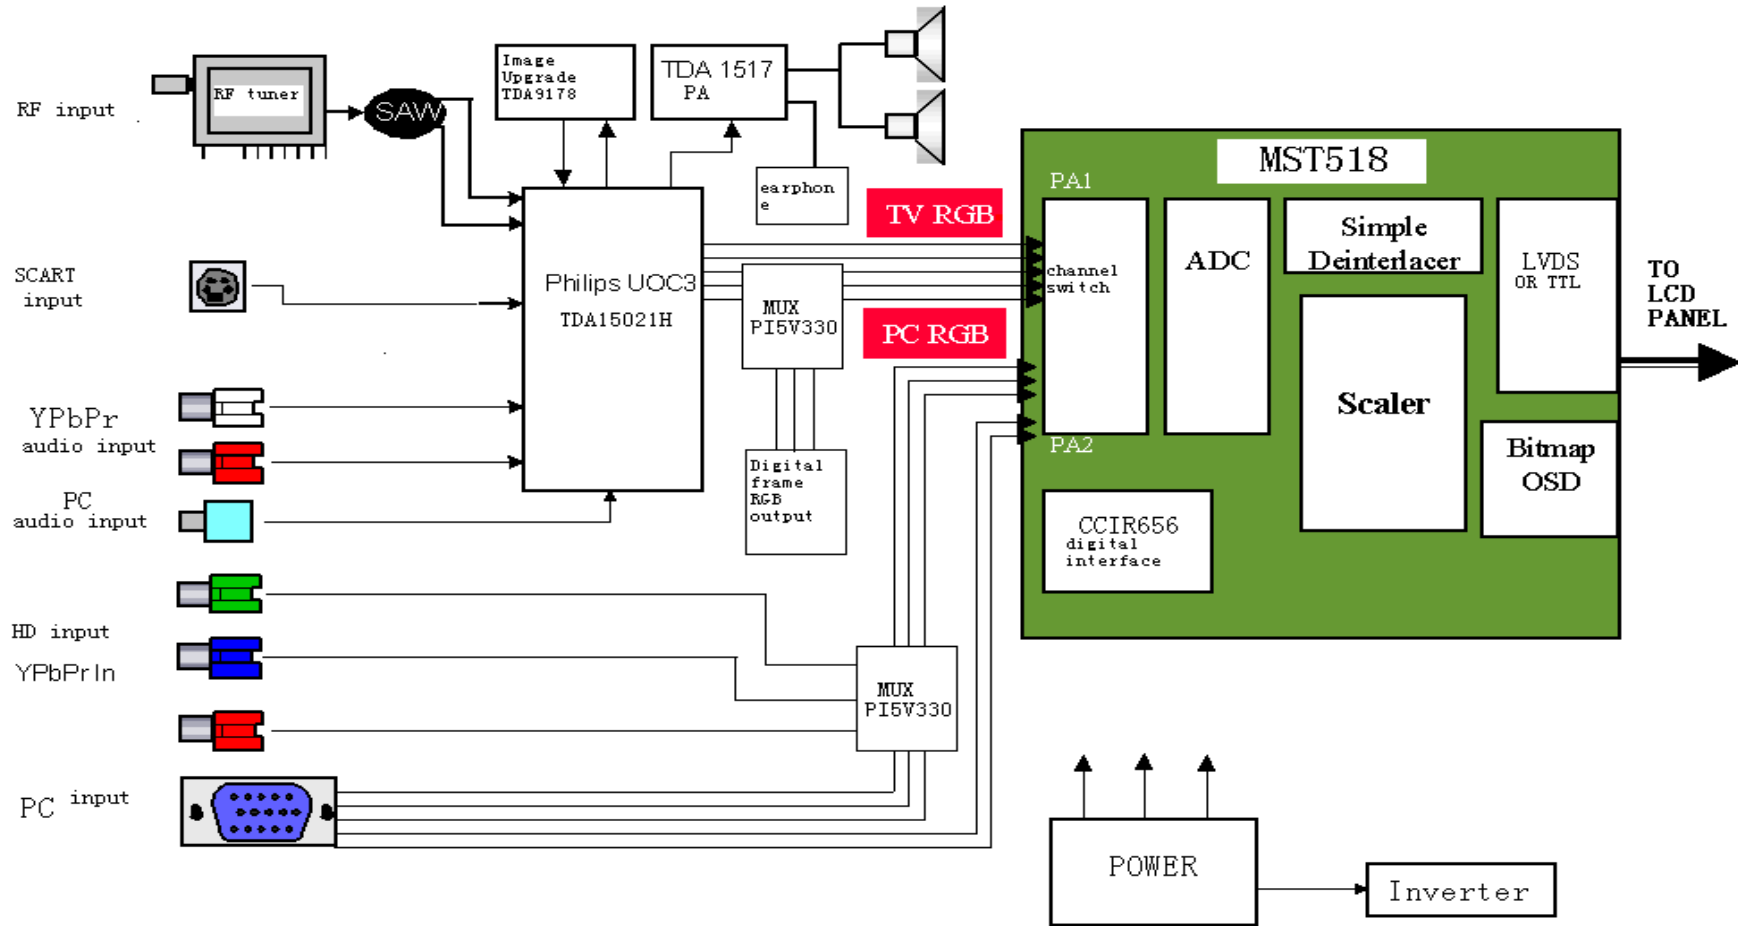 RF input
RF tuner
SAW
Image
Upgrade
TDA9178
TDA 1517
PA
earphon
e
SCART
input
Philips UOC3
TDA15021H
MUX
PI5V330
Digital
frame
RGB
output
TV RGB
PC RGB
YPbPr
audio input
PC
audio input
HD input
YPbPrIn
MUX
PI5V330
PC input
MST518
PA1
channel
switch
PA2
ADC
Simple
Deinterlacer
Scaler
LVDS
OR TTL
Bitmap
OSD
CCIR656
digital
interface
TO
LCD
PANEL
POWER
Inverter